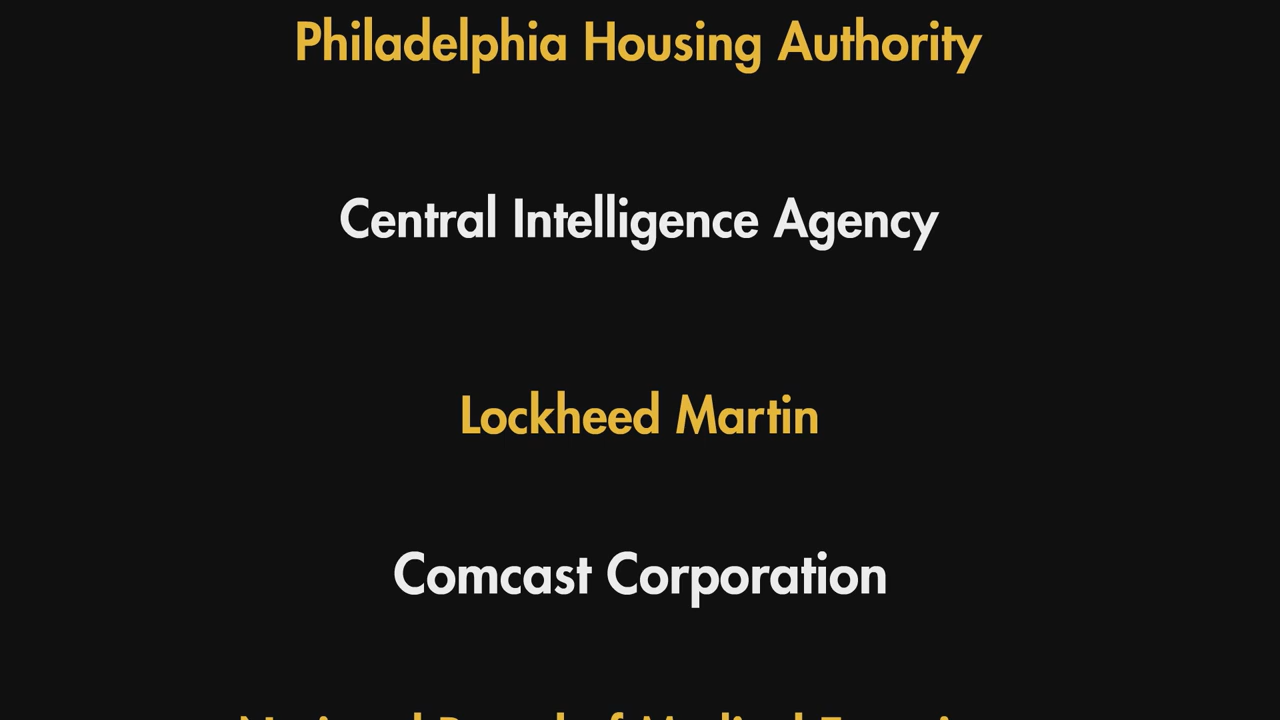 Philadelphia Housing Authority
Central Intelligence Agency
Lockheed Martin
Comcast Corporation